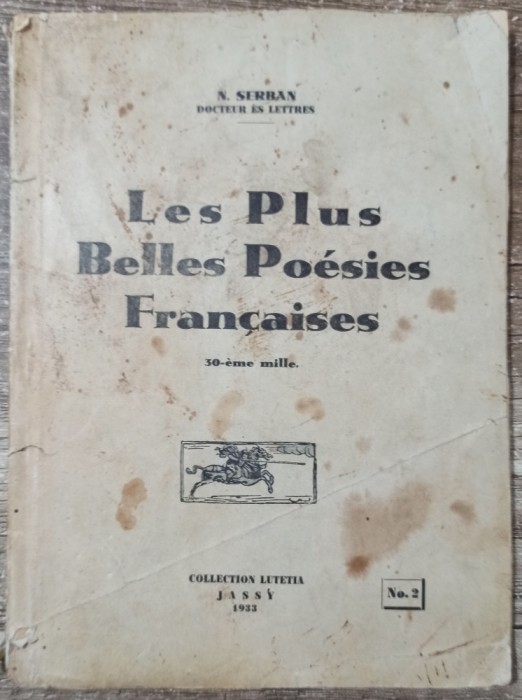 N. SERBAN
DOCTEUR ÈS LETTRES
Les Plus
Belles Poésies
Françaises
30-ème mille.
COLLECTION LUTETIA
JASSY
1933
No. 2